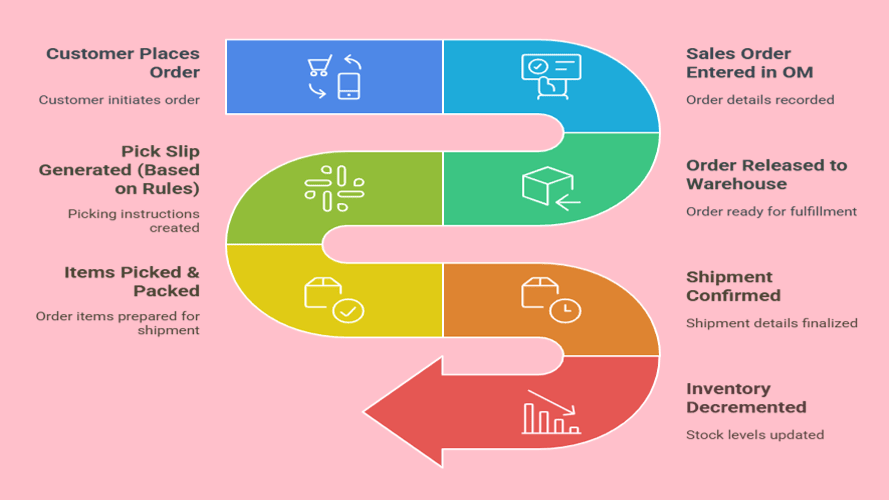 Customer Places
Order
Customer initiates order
Sales Order
Entered in OM
Order details recorded
Order Released to
Warehouse
Order ready for fulfillment
Pick Slip
Generated (Based
on Rules)
Picking instructions
created
Items Picked &
Packed
Order items prepared for
shipment
Shipment
Confirmed
Shipment details finalized
Inventory
Decremented
Stock levels updated